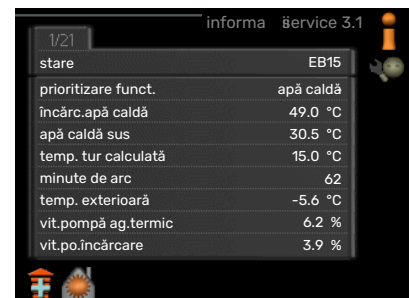 informa service 3.1
1/21
stare EB15
prioritizare funct. apă caldă
încărc.apă caldă 49.0 °C
apă caldă sus 30.5 °C
temp. tur calculată 15.0 °C
minute de arc 62
temp. exterioară -5.6 °C
vit.pompă ag.termic 6.2 %
vit.po.încărcare 3.9 %